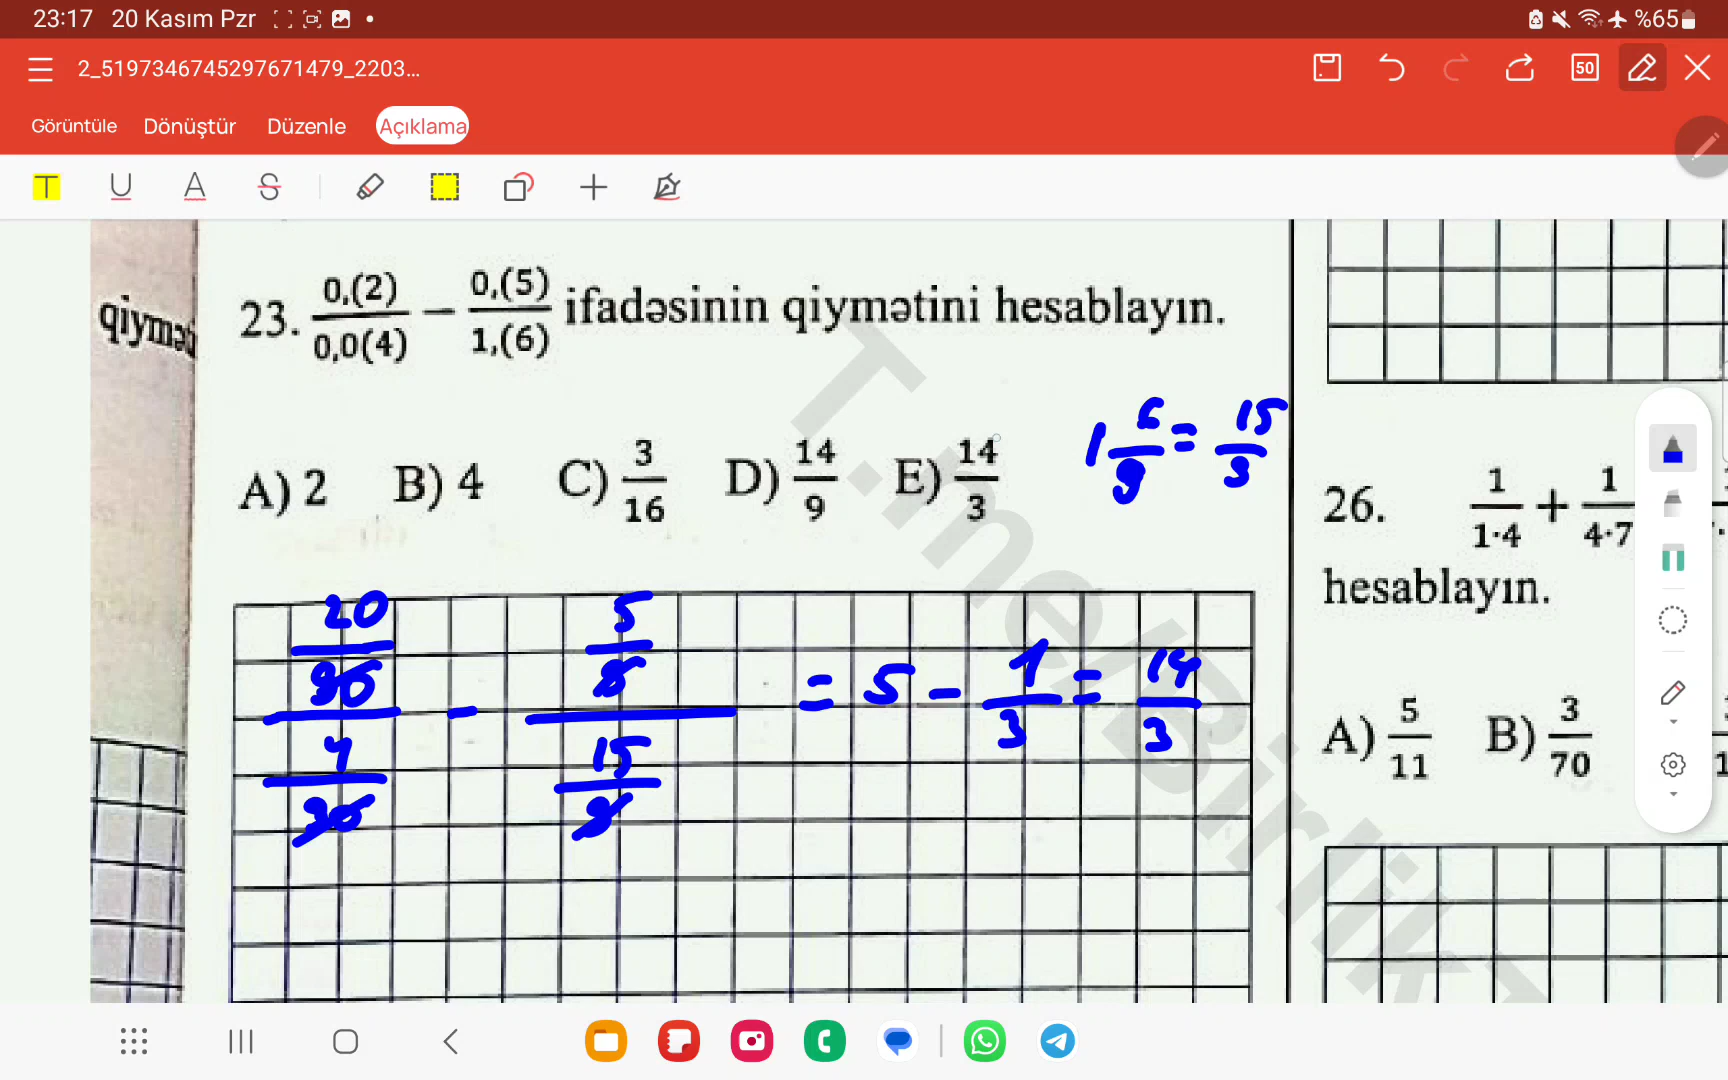 23:17 20 Kasım Pzr %65
2_5197346745297671479_2203...
50
Görüntüle Dönüştür Düzenle Açıklama
T U A S
qiymət
23. 0,(2)/0,0(4) − 0,(5)/1,(6) ifadəsinin qiymətini hesablayın.
1 6/9 = 15/9
A) 2 B) 4 C) 3/16 D) 14/9 E) 14/3
20/90 / 4/90 - 5/9 / 15/9 = 5 - 1/3 = 14/3
26. 1/1·4 + 1/4·7
hesablayın.
A) 5/11 B) 3/70
T.me/Birlik